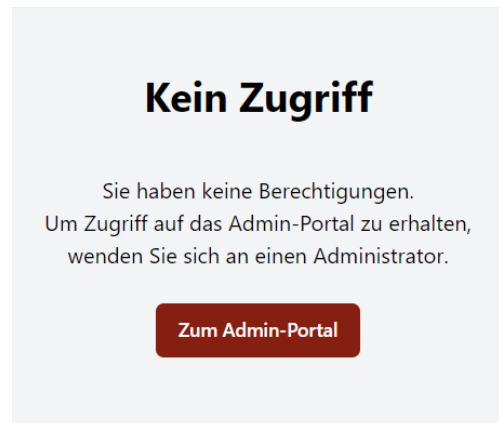 Kein Zugriff
Sie haben keine Berechtigungen.
Um Zugriff auf das Admin-Portal zu erhalten,
wenden Sie sich an einen Administrator.
Zum Admin-Portal